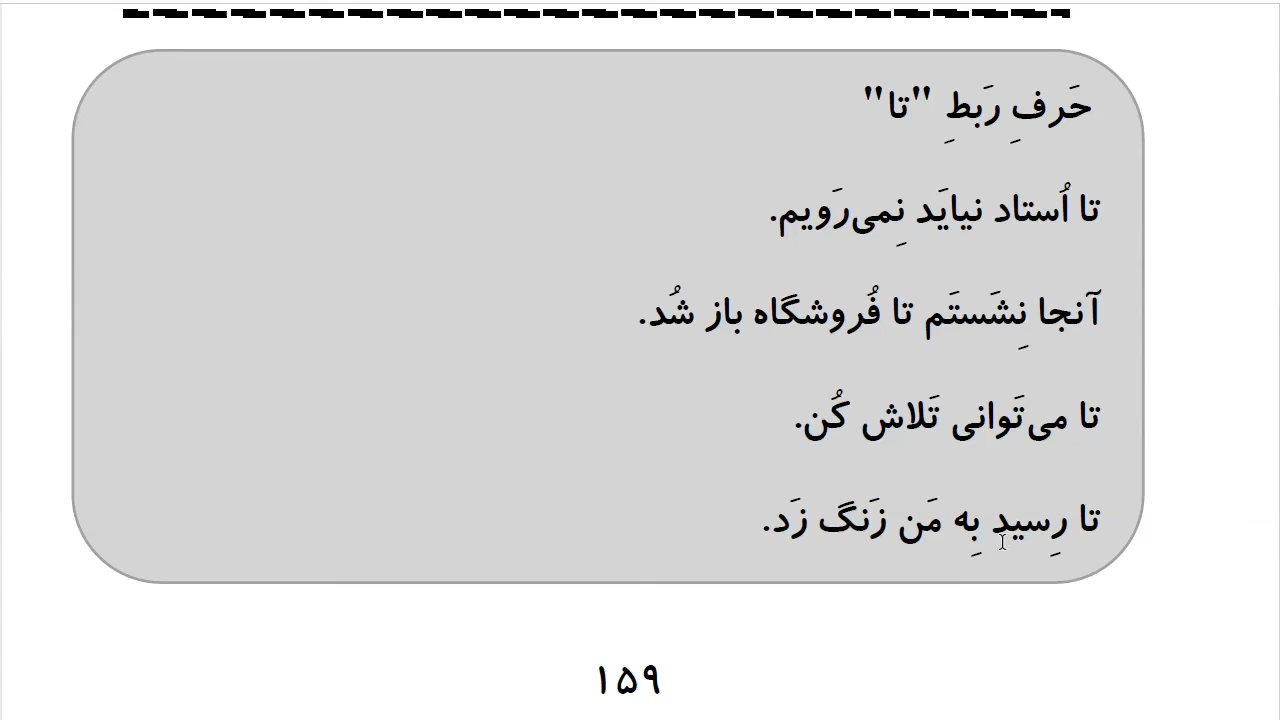 حَرفِ رَبطِ "تا"
تا اُستاد نیایَد نِمی‌رَویم.
آنجا نِشَستَم تا فُروشگاه باز شُد.
تا می‌تَوانی تَلاش کُن.
تا رِسید بِه مَن زَنگ زَد.
۱۵۹